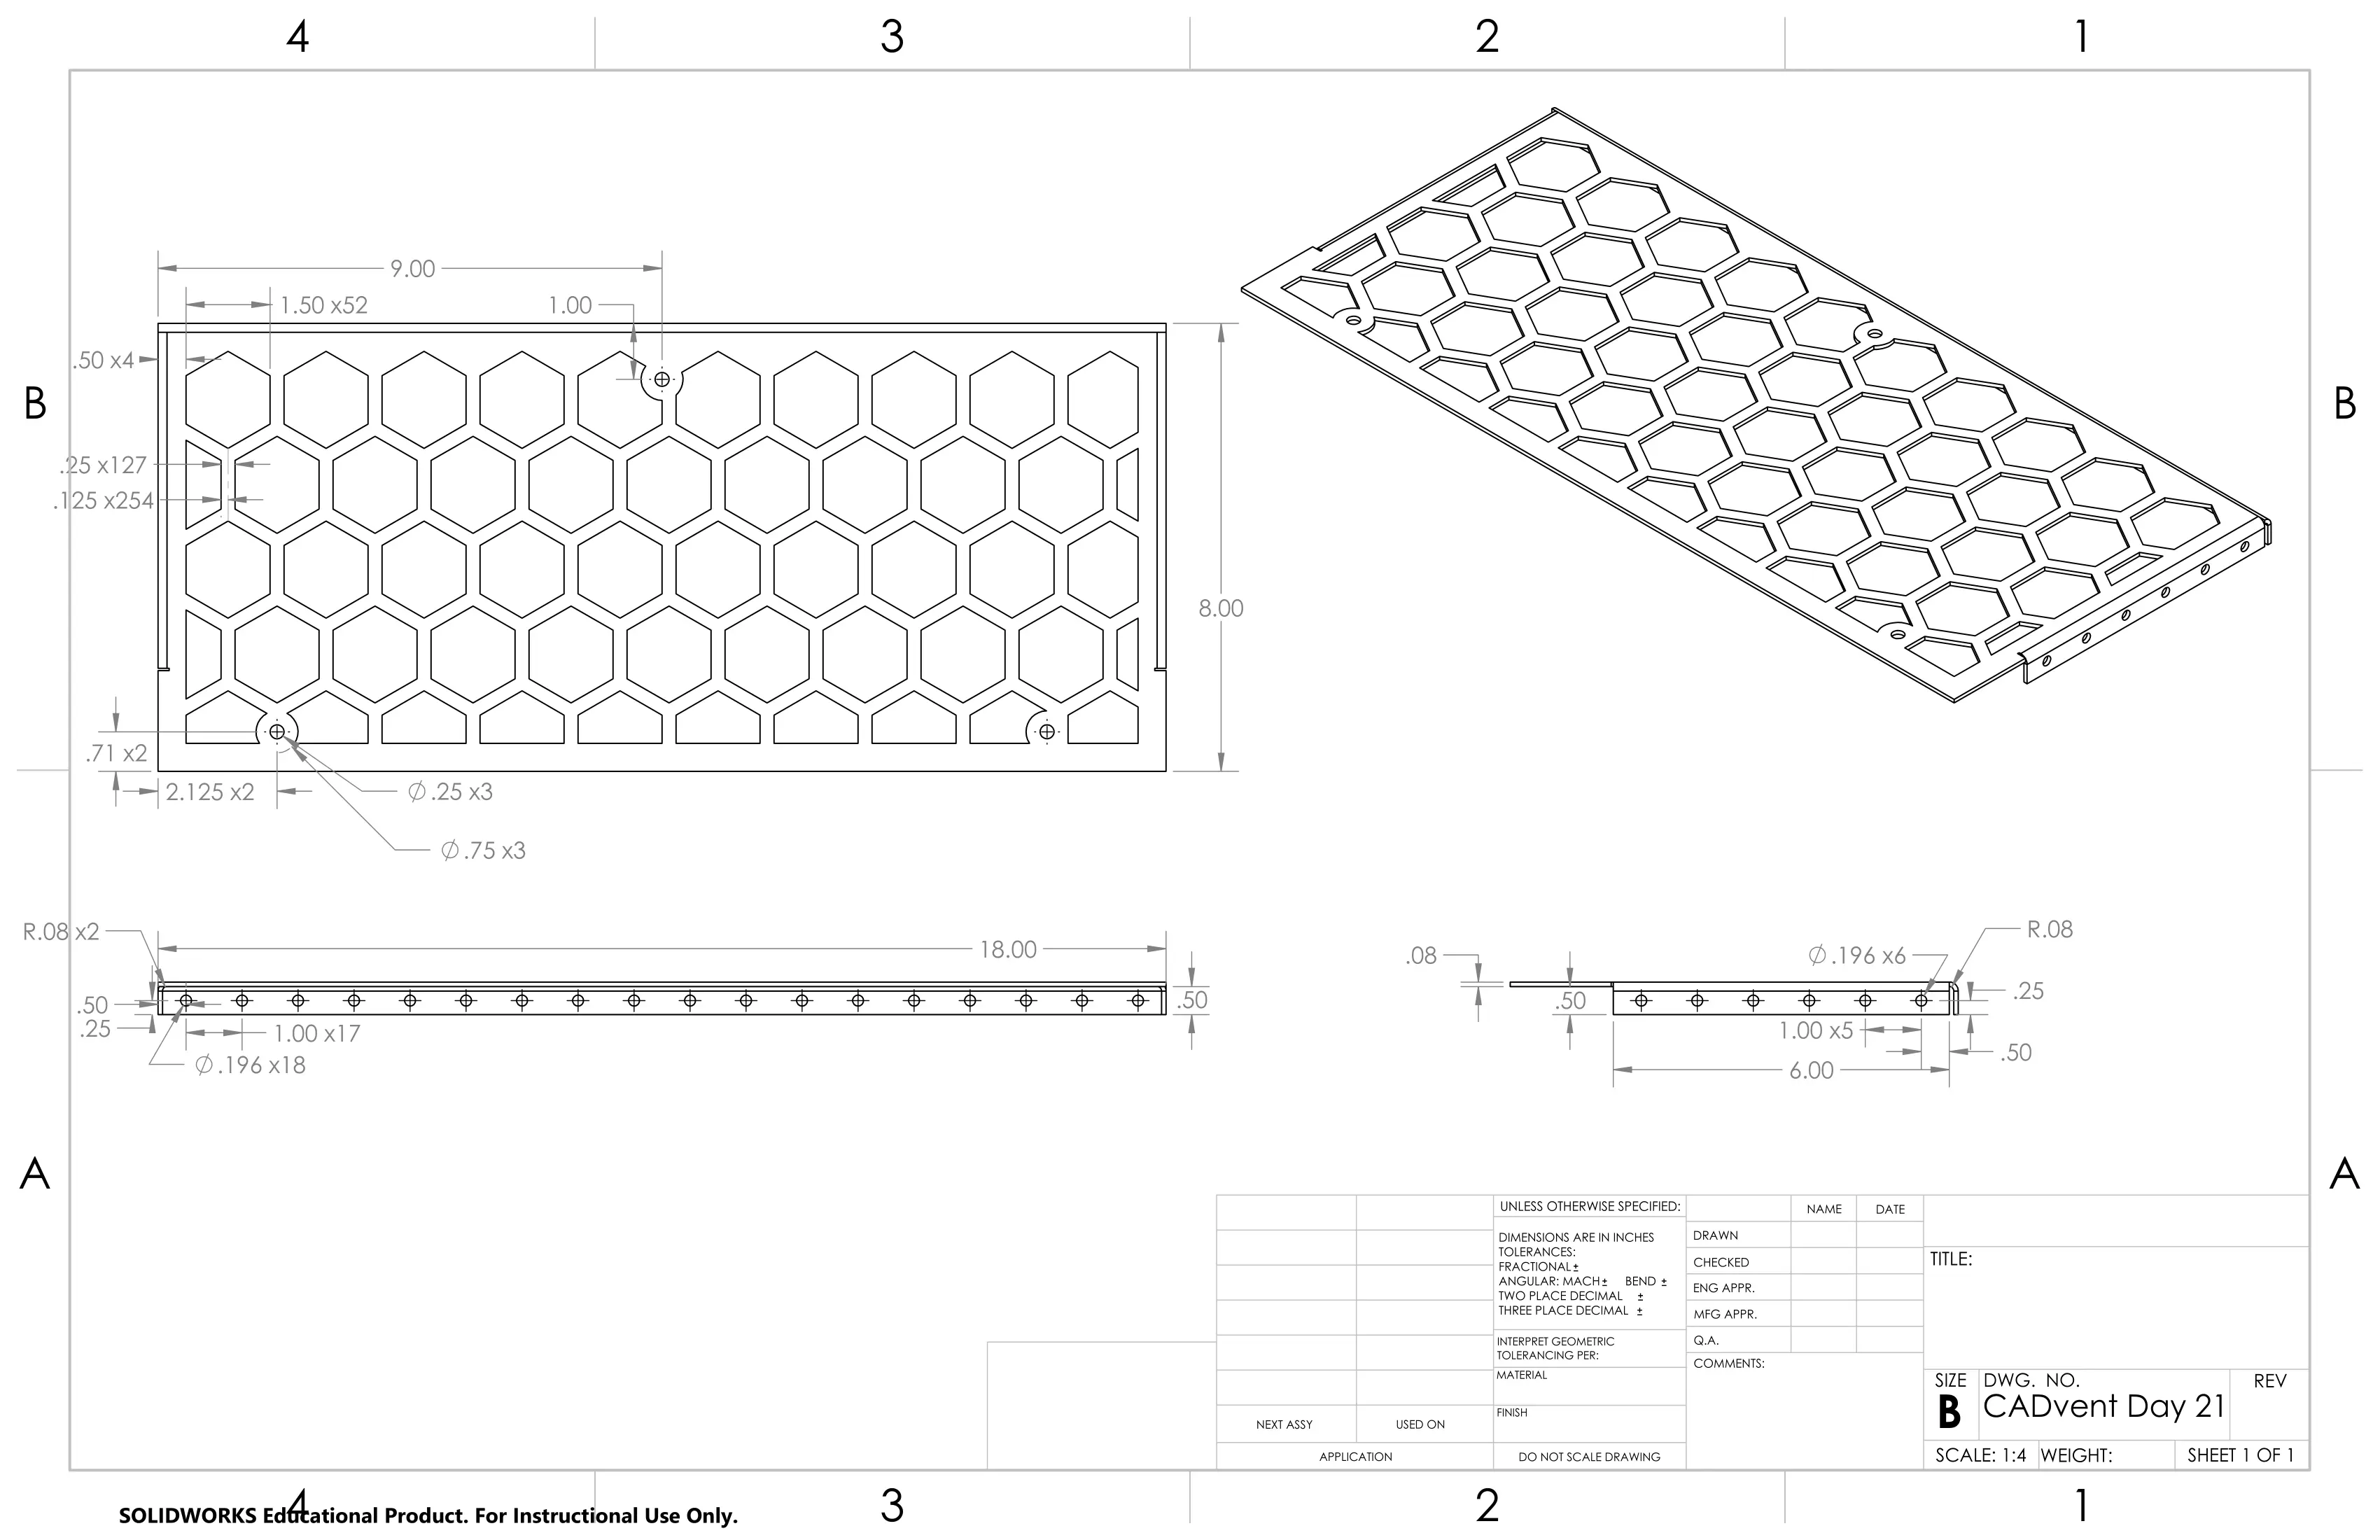 4 3 2 1
B B
9.00
1.50 x52 1.00
.50 x4
.25 x127
.125 x254
8.00
.71 x2
2.125 x2 ∅.25 x3
∅.75 x3
R.08 x2
18.00
.50
.25
1.00 x17
∅.196 x18
.50
.08
∅.196 x6
R.08
.50
.25
1.00 x5
.50
6.00
A A
UNLESS OTHERWISE SPECIFIED:
DIMENSIONS ARE IN INCHES
TOLERANCES:
FRACTIONAL±
ANGULAR: MACH± BEND ±
TWO PLACE DECIMAL ±
THREE PLACE DECIMAL ±
INTERPRET GEOMETRIC
TOLERANCING PER:
MATERIAL
FINISH
NEXT ASSY USED ON
APPLICATION
DO NOT SCALE DRAWING
NAME DATE
DRAWN
CHECKED
ENG APPR.
MFG APPR.
Q.A.
COMMENTS:
TITLE:
SIZE DWG. NO. REV
B CADvent Day 21
SCALE: 1:4 WEIGHT: SHEET 1 OF 1
4 3 2 1
SOLIDWORKS Educational Product. For Instructional Use Only.